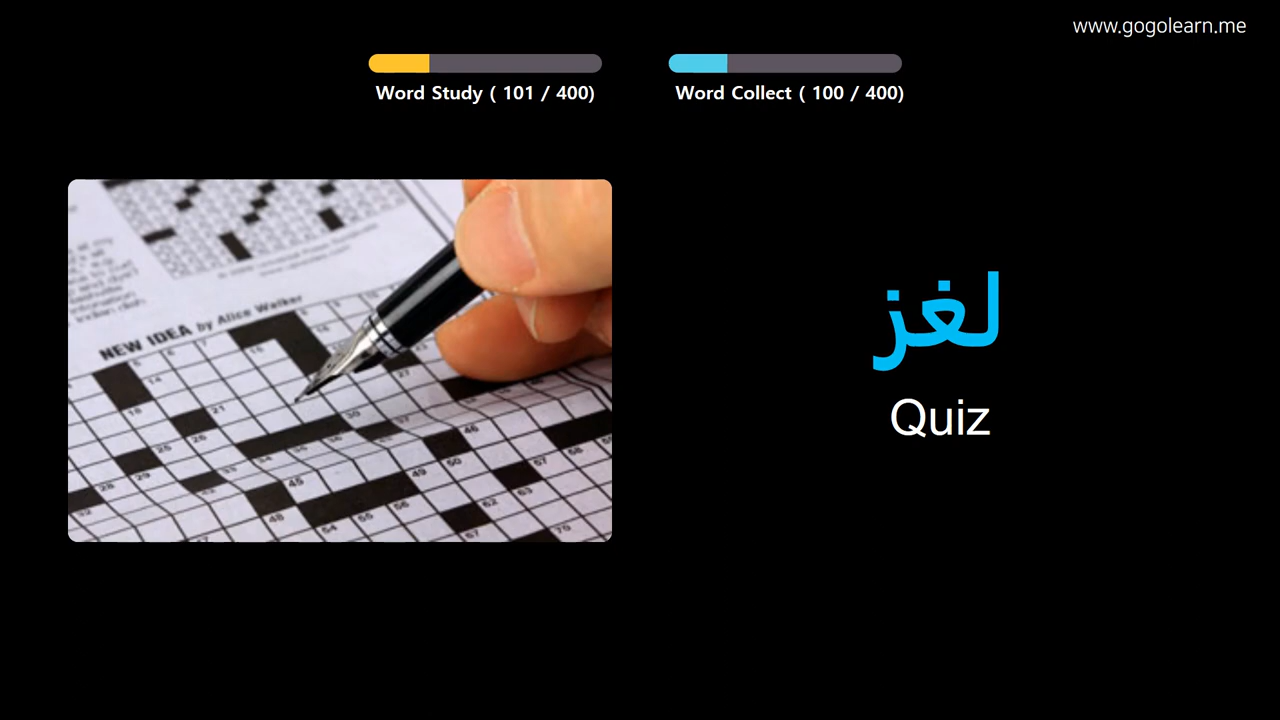 www.gogolearn.me
Word Study ( 101 / 400)
Word Collect ( 100 / 400)
NEW IDEA by Alice Walker
لغز
Quiz